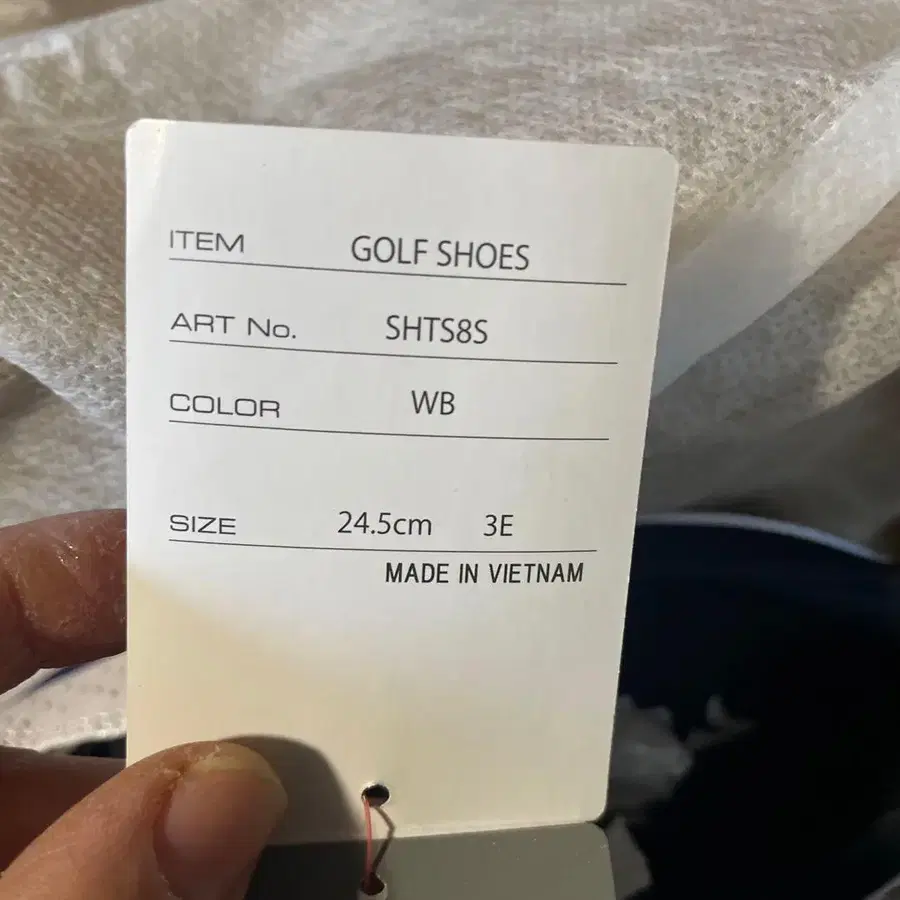 ITEM GOLF SHOES
ART No. SHTS8S
COLOR WB
SIZE 24.5cm 3E
MADE IN VIETNAM